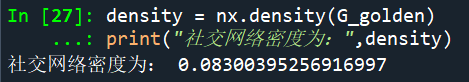 In [27]: density = nx.density(G_golden)
    ...: print("社交网络密度为：",density)
社交网络密度为： 0.08300395256916997